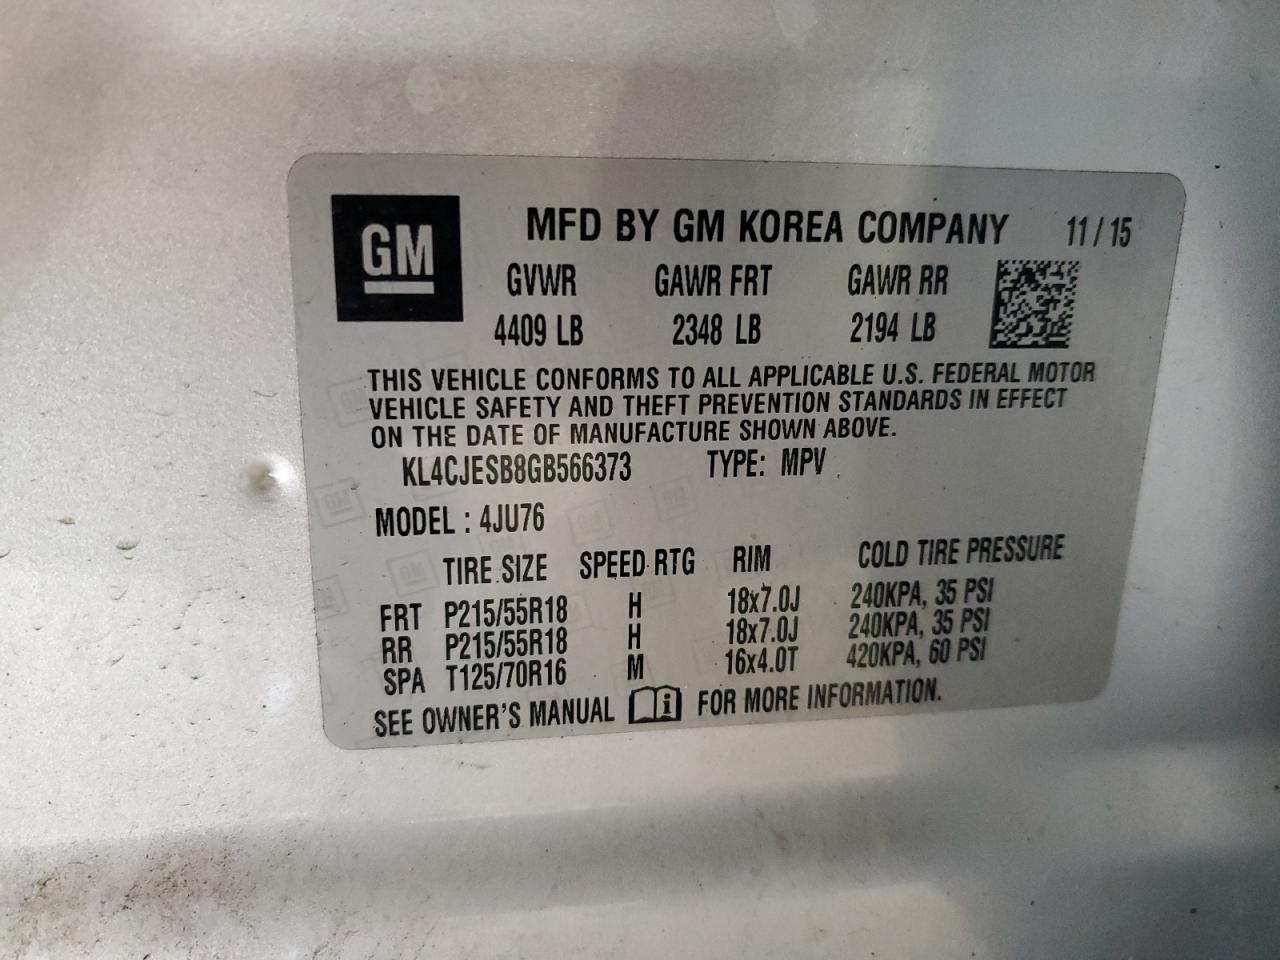 GM MFD BY GM KOREA COMPANY 11/15
GVWR GAWR FRT GAWR RR
4409 LB 2348 LB 2194 LB
THIS VEHICLE CONFORMS TO ALL APPLICABLE U.S. FEDERAL MOTOR
VEHICLE SAFETY AND THEFT PREVENTION STANDARDS IN EFFECT
ON THE DATE OF MANUFACTURE SHOWN ABOVE.
KL4CJESB8GB566373 TYPE: MPV
MODEL : 4JU76
TIRE SIZE SPEED RTG RIM COLD TIRE PRESSURE
FRT P215/55R18 H 18x7.0J 240KPA, 35 PSI
RR P215/55R18 H 18x7.0J 240KPA, 35 PSI
SPA T125/70R16 M 16x4.0T 420KPA, 60 PSI
SEE OWNER'S MANUAL i FOR MORE INFORMATION.